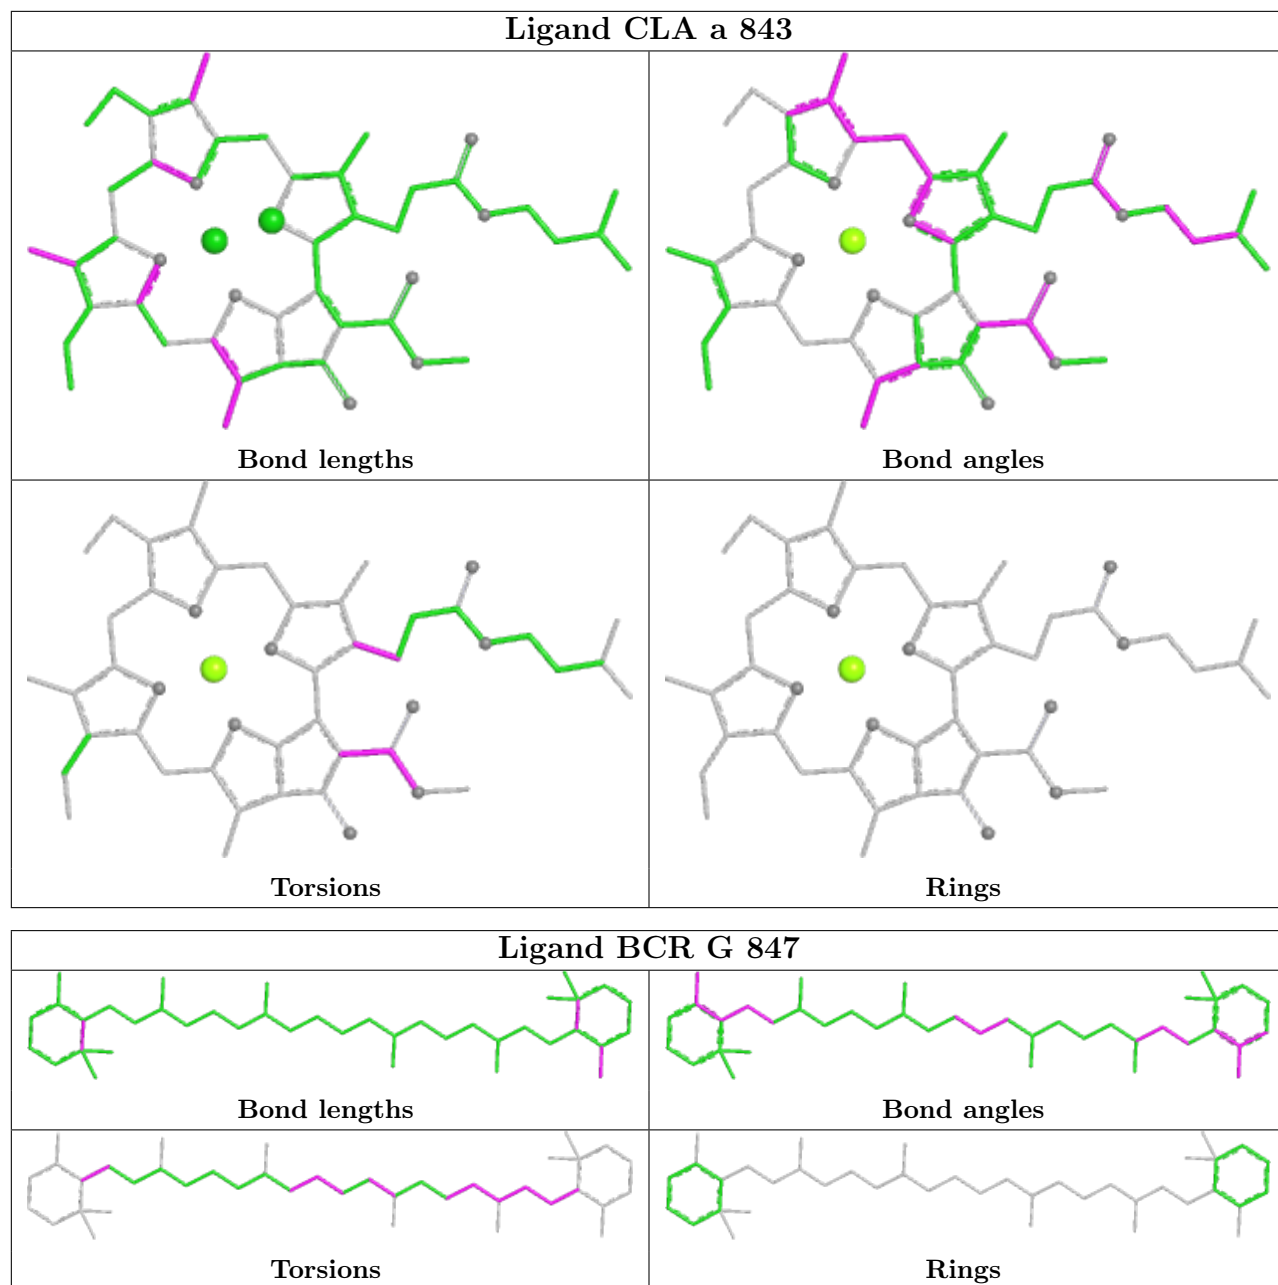 Ligand CLA a 843
Bond lengths
Bond angles
Torsions
Rings
Ligand BCR G 847
Bond lengths
Bond angles
Torsions
Rings